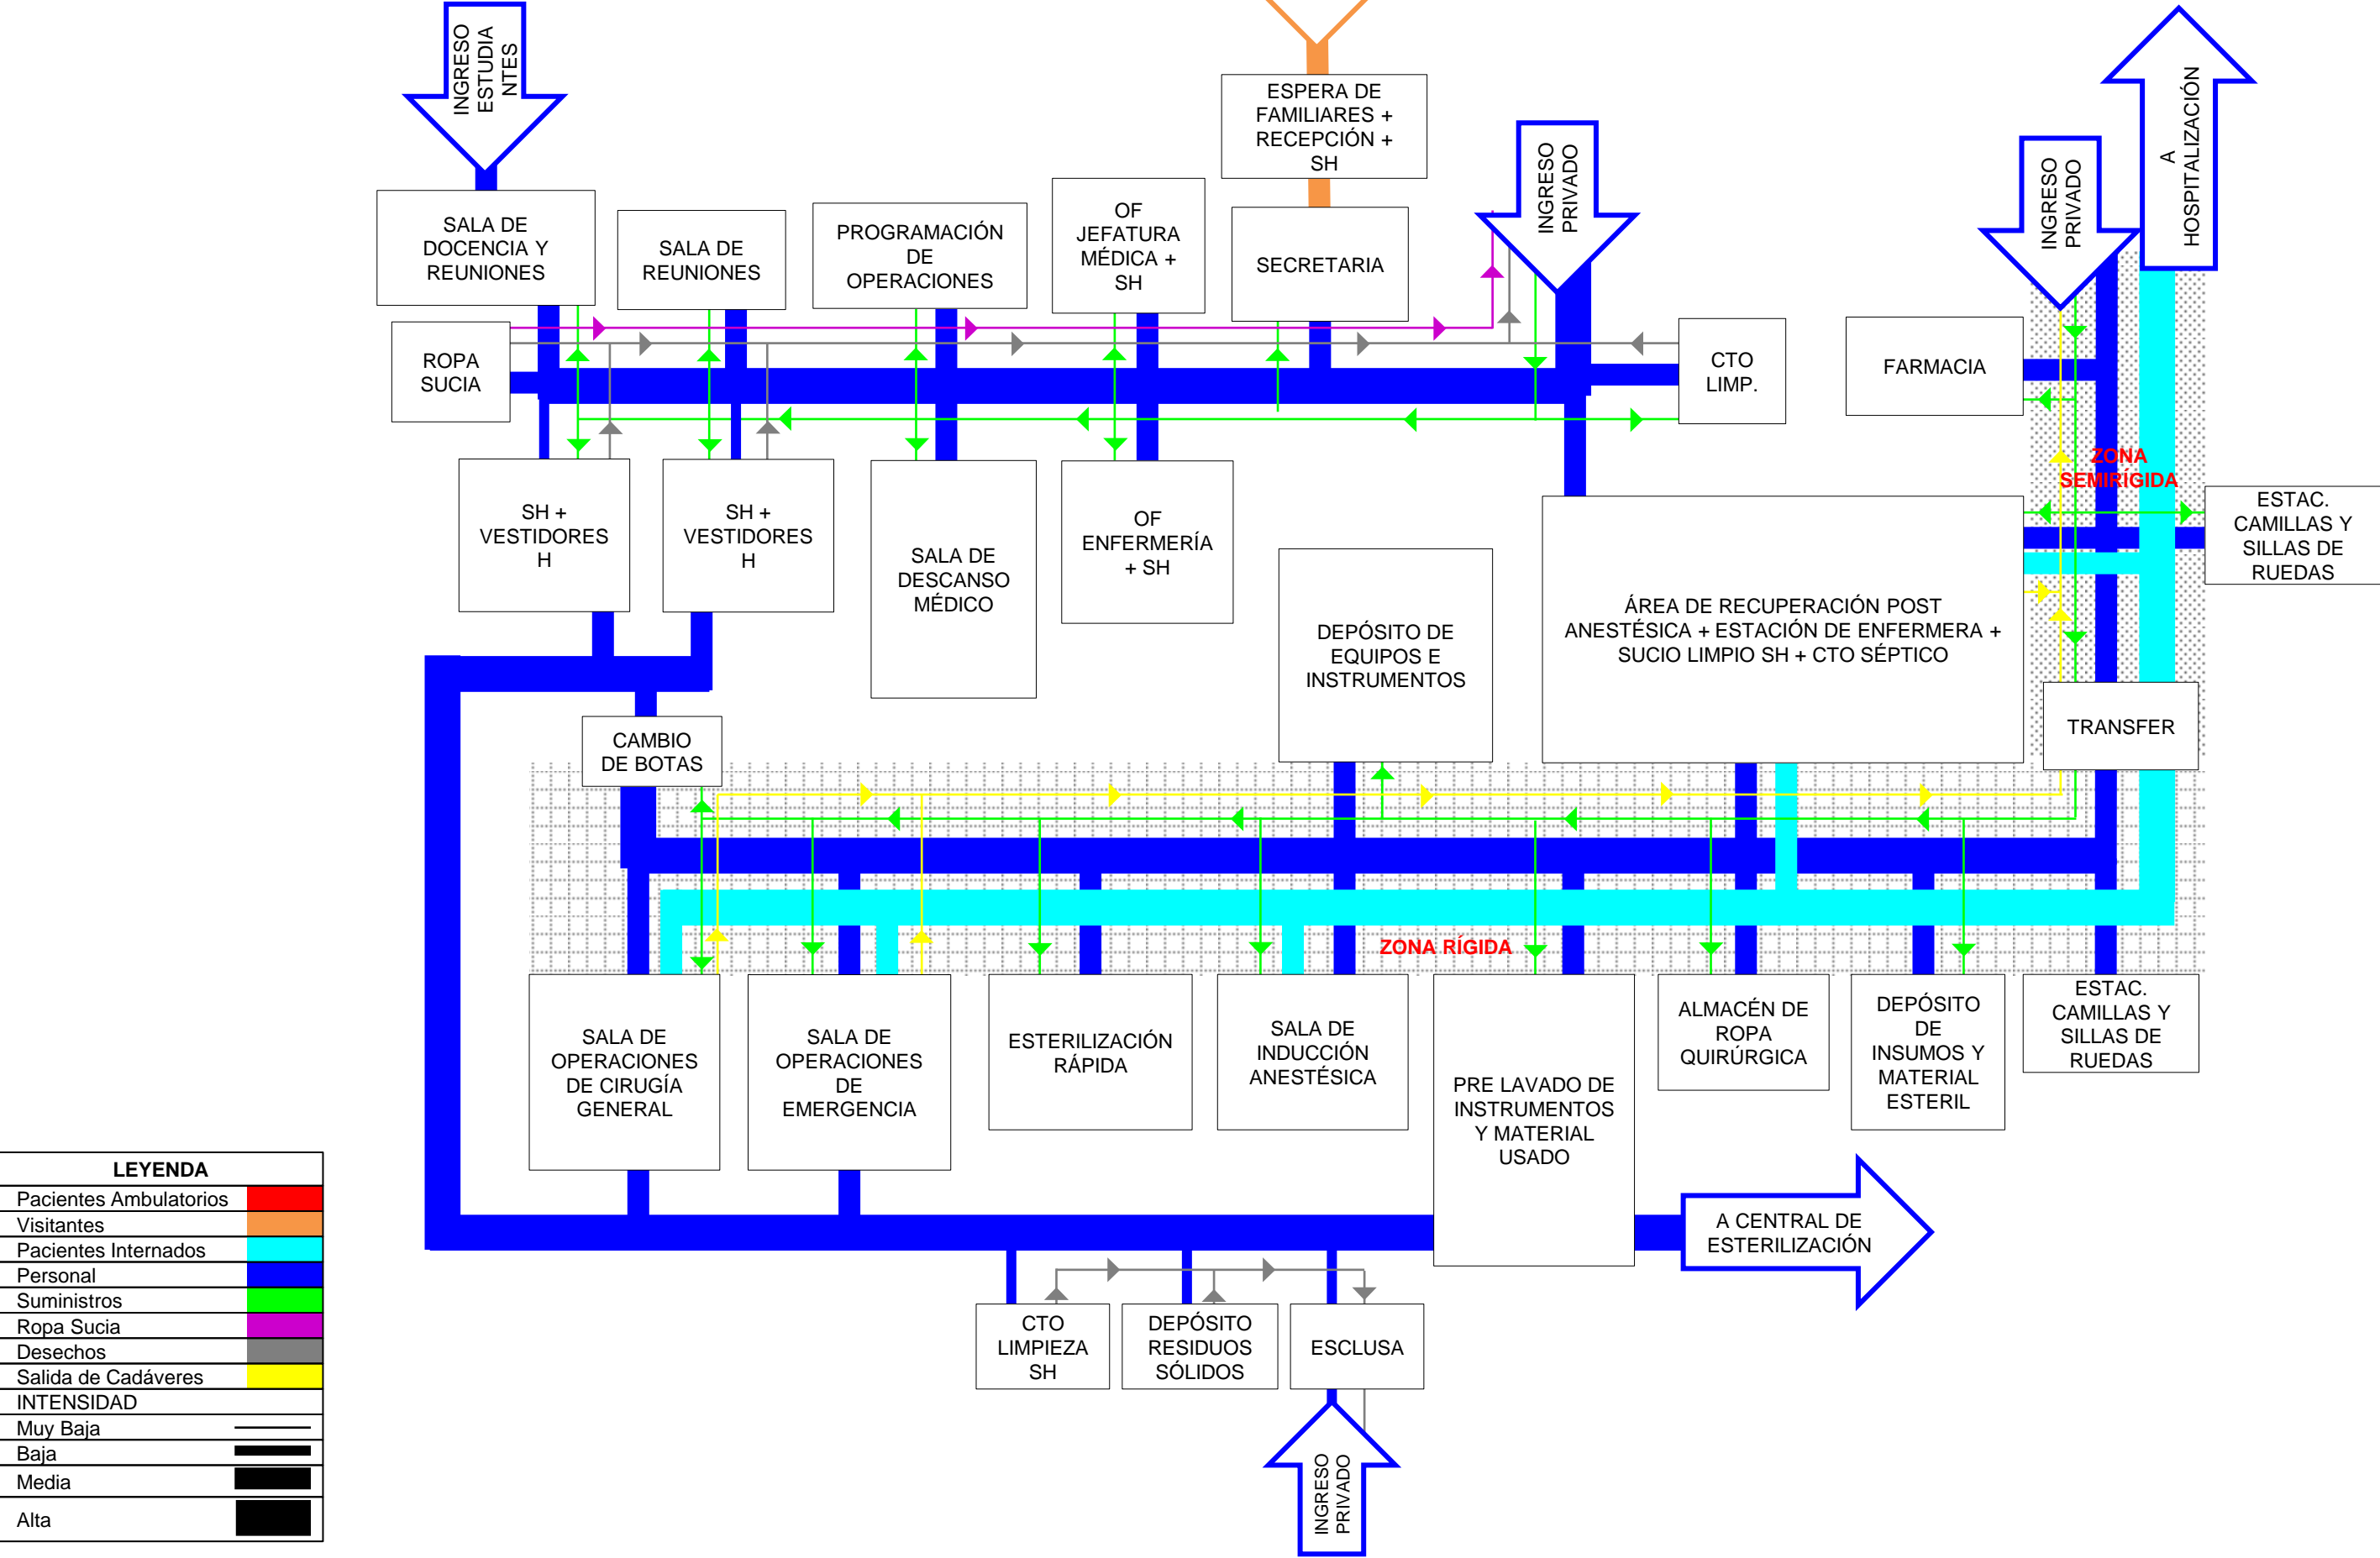 INGRESO
ESTUDIA
NTES
ESPERA DE
FAMILIARES +
RECEPCIÓN +
SH
INGRESO
PRIVADO
INGRESO
PRIVADO
A
HOSPITALIZACIÓN
SALA DE
DOCENCIA Y
REUNIONES
SALA DE
REUNIONES
PROGRAMACIÓN
DE
OPERACIONES
OF
JEFATURA
MÉDICA +
SH
SECRETARIA
ROPA
SUCIA
CTO
LIMP.
FARMACIA
ZONA
SEMIRÍGIDA
SH +
VESTIDORES
H
SH +
VESTIDORES
H
SALA DE
DESCANSO
MÉDICO
OF
ENFERMERÍA
+ SH
DEPÓSITO DE
EQUIPOS E
INSTRUMENTOS
ÁREA DE RECUPERACIÓN POST
ANESTÉSICA + ESTACIÓN DE ENFERMERA +
SUCIO LIMPIO SH + CTO SÉPTICO
ESTAC.
CAMILLAS Y
SILLAS DE
RUEDAS
CAMBIO
DE BOTAS
TRANSFER
ZONA RÍGIDA
SALA DE
OPERACIONES
DE CIRUGÍA
GENERAL
SALA DE
OPERACIONES
DE
EMERGENCIA
ESTERILIZACIÓN
RÁPIDA
SALA DE
INDUCCIÓN
ANESTÉSICA
PRE LAVADO DE
INSTRUMENTOS
Y MATERIAL
USADO
ALMACÉN DE
ROPA
QUIRÚRGICA
DEPÓSITO
DE
INSUMOS Y
MATERIAL
ESTERIL
ESTAC.
CAMILLAS Y
SILLAS DE
RUEDAS
A CENTRAL DE
ESTERILIZACIÓN
CTO
LIMPIEZA
SH
DEPÓSITO
RESIDUOS
SÓLIDOS
ESCLUSA
INGRESO
PRIVADO
LEYENDA
Pacientes Ambulatorios
Visitantes
Pacientes Internados
Personal
Suministros
Ropa Sucia
Desechos
Salida de Cadáveres
INTENSIDAD
Muy Baja
Baja
Media
Alta